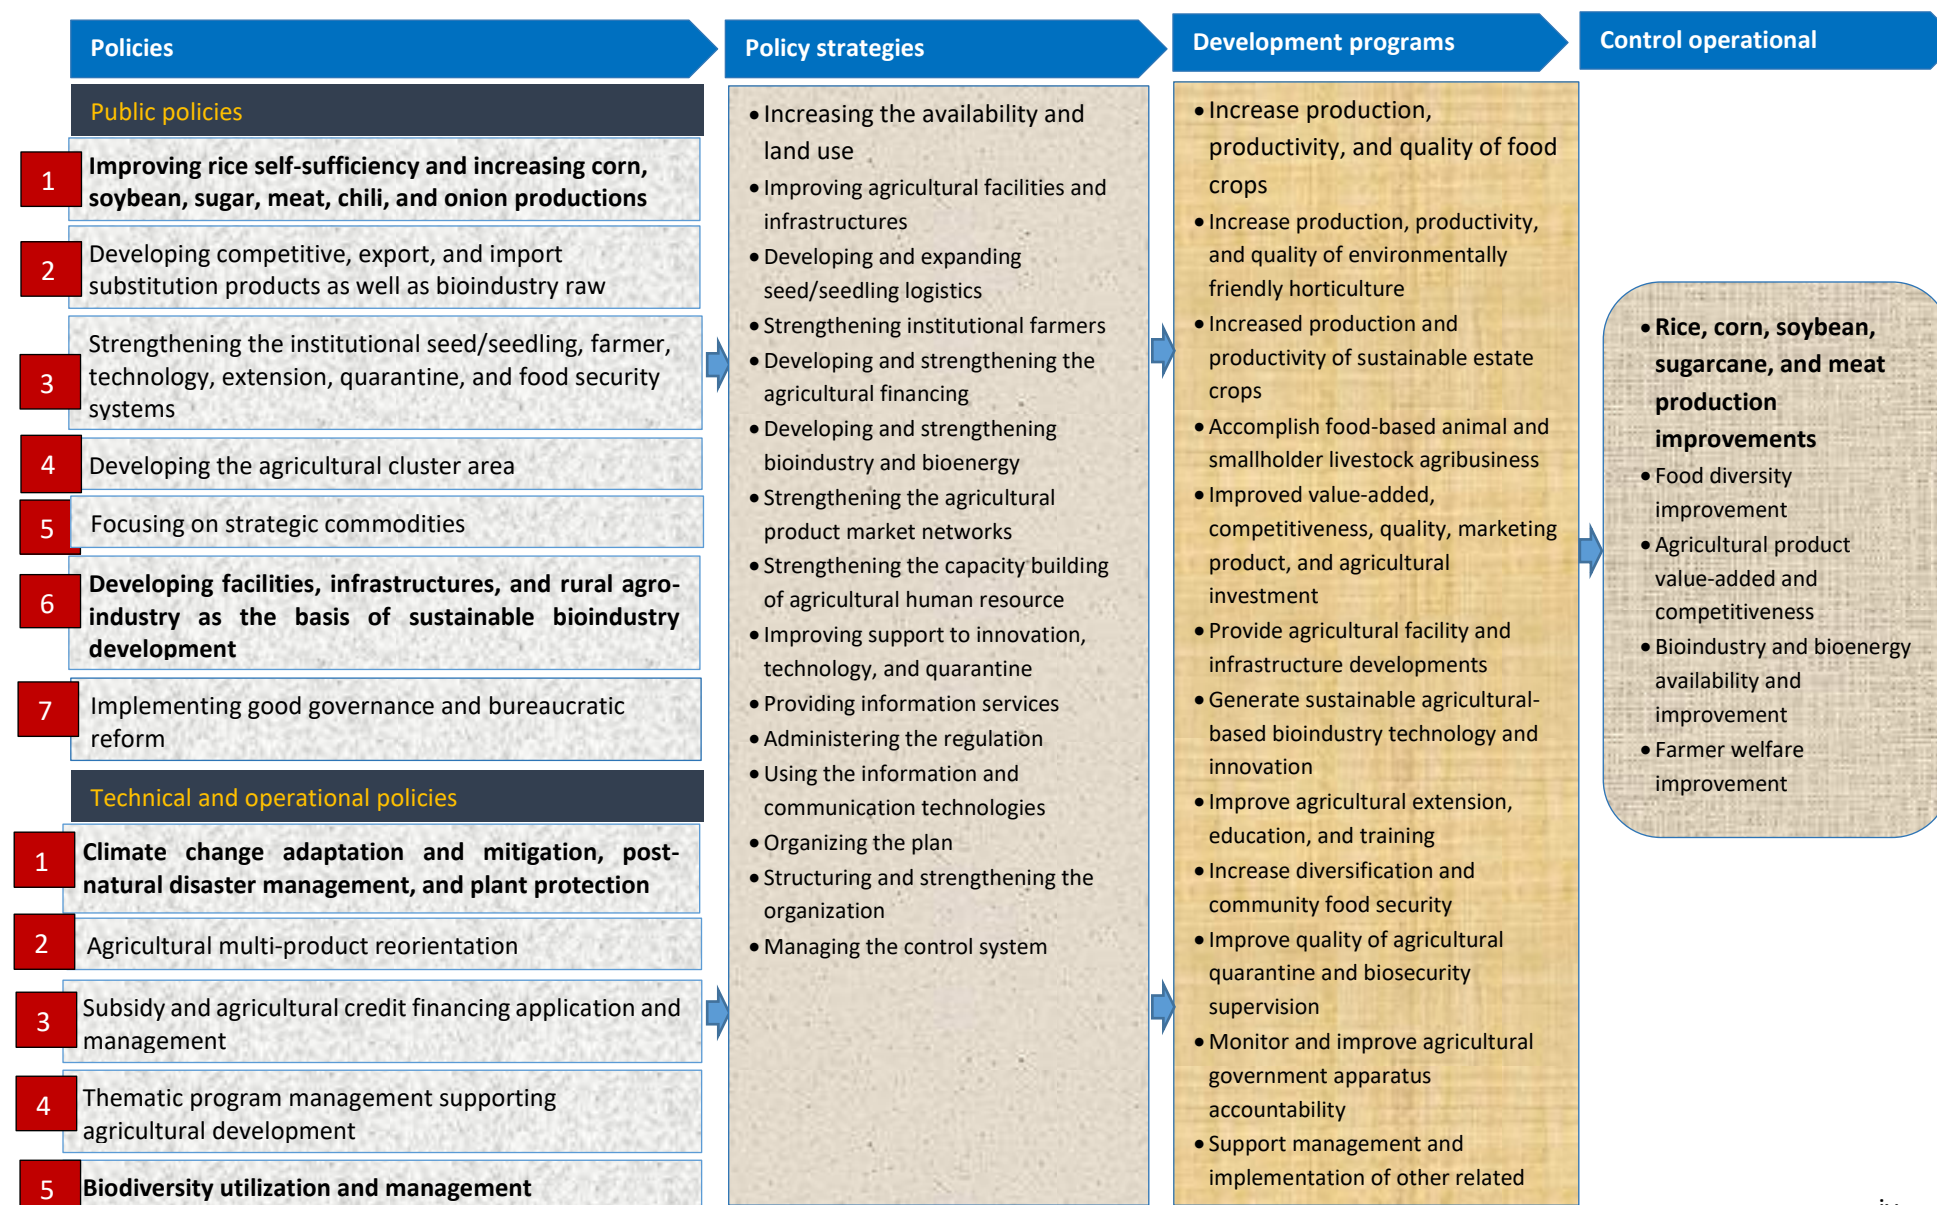 Policies
Public policies
1
Improving rice self-sufficiency and increasing corn,
soybean, sugar, meat, chili, and onion productions
2
Developing competitive, export, and import
substitution products as well as bioindustry raw
3
Strengthening the institutional seed/seedling, farmer,
technology, extension, quarantine, and food security
systems
4
Developing the agricultural cluster area
5
Focusing on strategic commodities
6
Developing facilities, infrastructures, and rural agro-
industry as the basis of sustainable bioindustry
development
7
Implementing good governance and bureaucratic
reform
Technical and operational policies
1
Climate change adaptation and mitigation, post-
natural disaster management, and plant protection
2
Agricultural multi-product reorientation
3
Subsidy and agricultural credit financing application and
management
4
Thematic program management supporting
agricultural development
5
Biodiversity utilization and management
Policy strategies
• Increasing the availability and
land use
• Improving agricultural facilities and
infrastructures
• Developing and expanding
seed/seedling logistics
• Strengthening institutional farmers
• Developing and strengthening the
agricultural financing
• Developing and strengthening
bioindustry and bioenergy
• Strengthening the agricultural
product market networks
• Strengthening the capacity building
of agricultural human resource
• Improving support to innovation,
technology, and quarantine
• Providing information services
• Administering the regulation
• Using the information and
communication technologies
• Organizing the plan
• Structuring and strengthening the
organization
• Managing the control system
Development programs
• Increase production,
productivity, and quality of food
crops
• Increase production, productivity,
and quality of environmentally
friendly horticulture
• Increased production and
productivity of sustainable estate
crops
• Accomplish food-based animal and
smallholder livestock agribusiness
• Improved value-added,
competitiveness, quality, marketing
product, and agricultural
investment
• Provide agricultural facility and
infrastructure developments
• Generate sustainable agricultural-
based bioindustry technology and
innovation
• Improve agricultural extension,
education, and training
• Increase diversification and
community food security
• Improve quality of agricultural
quarantine and biosecurity
supervision
• Monitor and improve agricultural
government apparatus
accountability
• Support management and
implementation of other related
Control operational
• Rice, corn, soybean,
sugarcane, and meat
production
improvements
• Food diversity
improvement
• Agricultural product
value-added and
competitiveness
• Bioindustry and bioenergy
availability and
improvement
• Farmer welfare
improvement